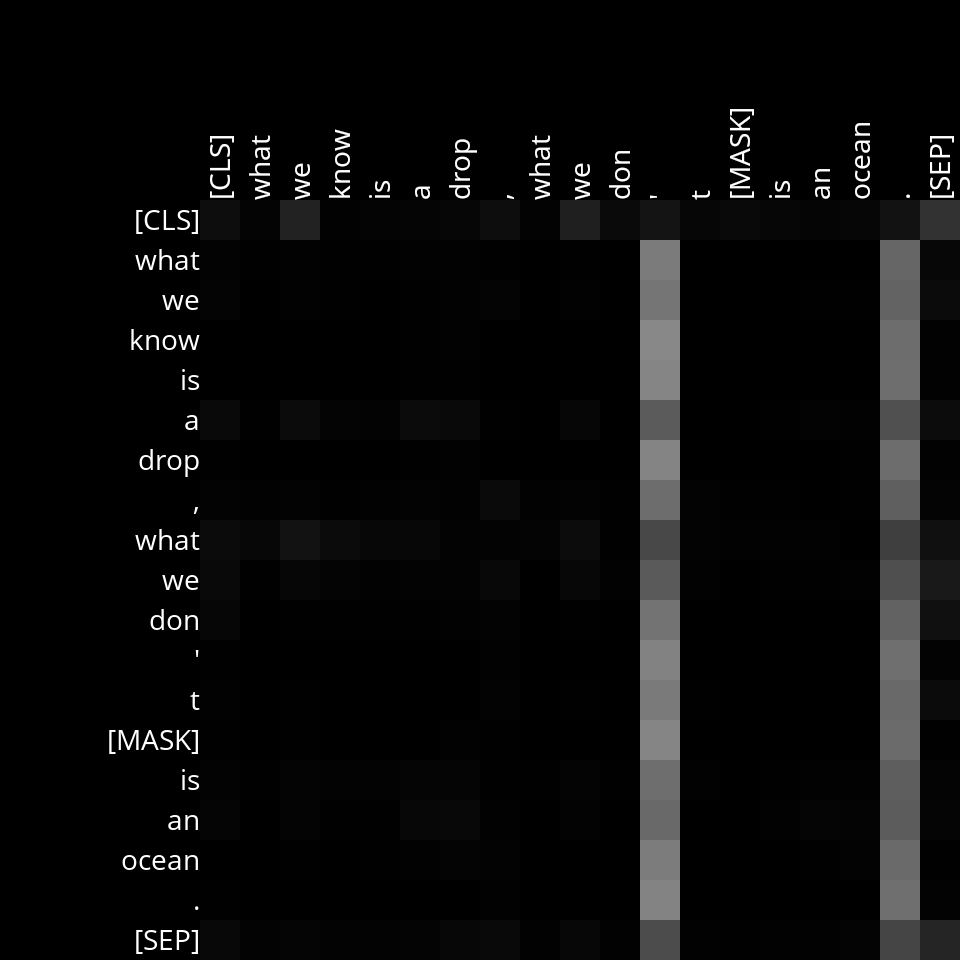 [CLS] what we know is a drop , what we don ' t [MASK] is an ocean . [SEP]
[CLS]
what
we
know
is
a
drop
,
what
we
don
'
t
[MASK]
is
an
ocean
.
[SEP]